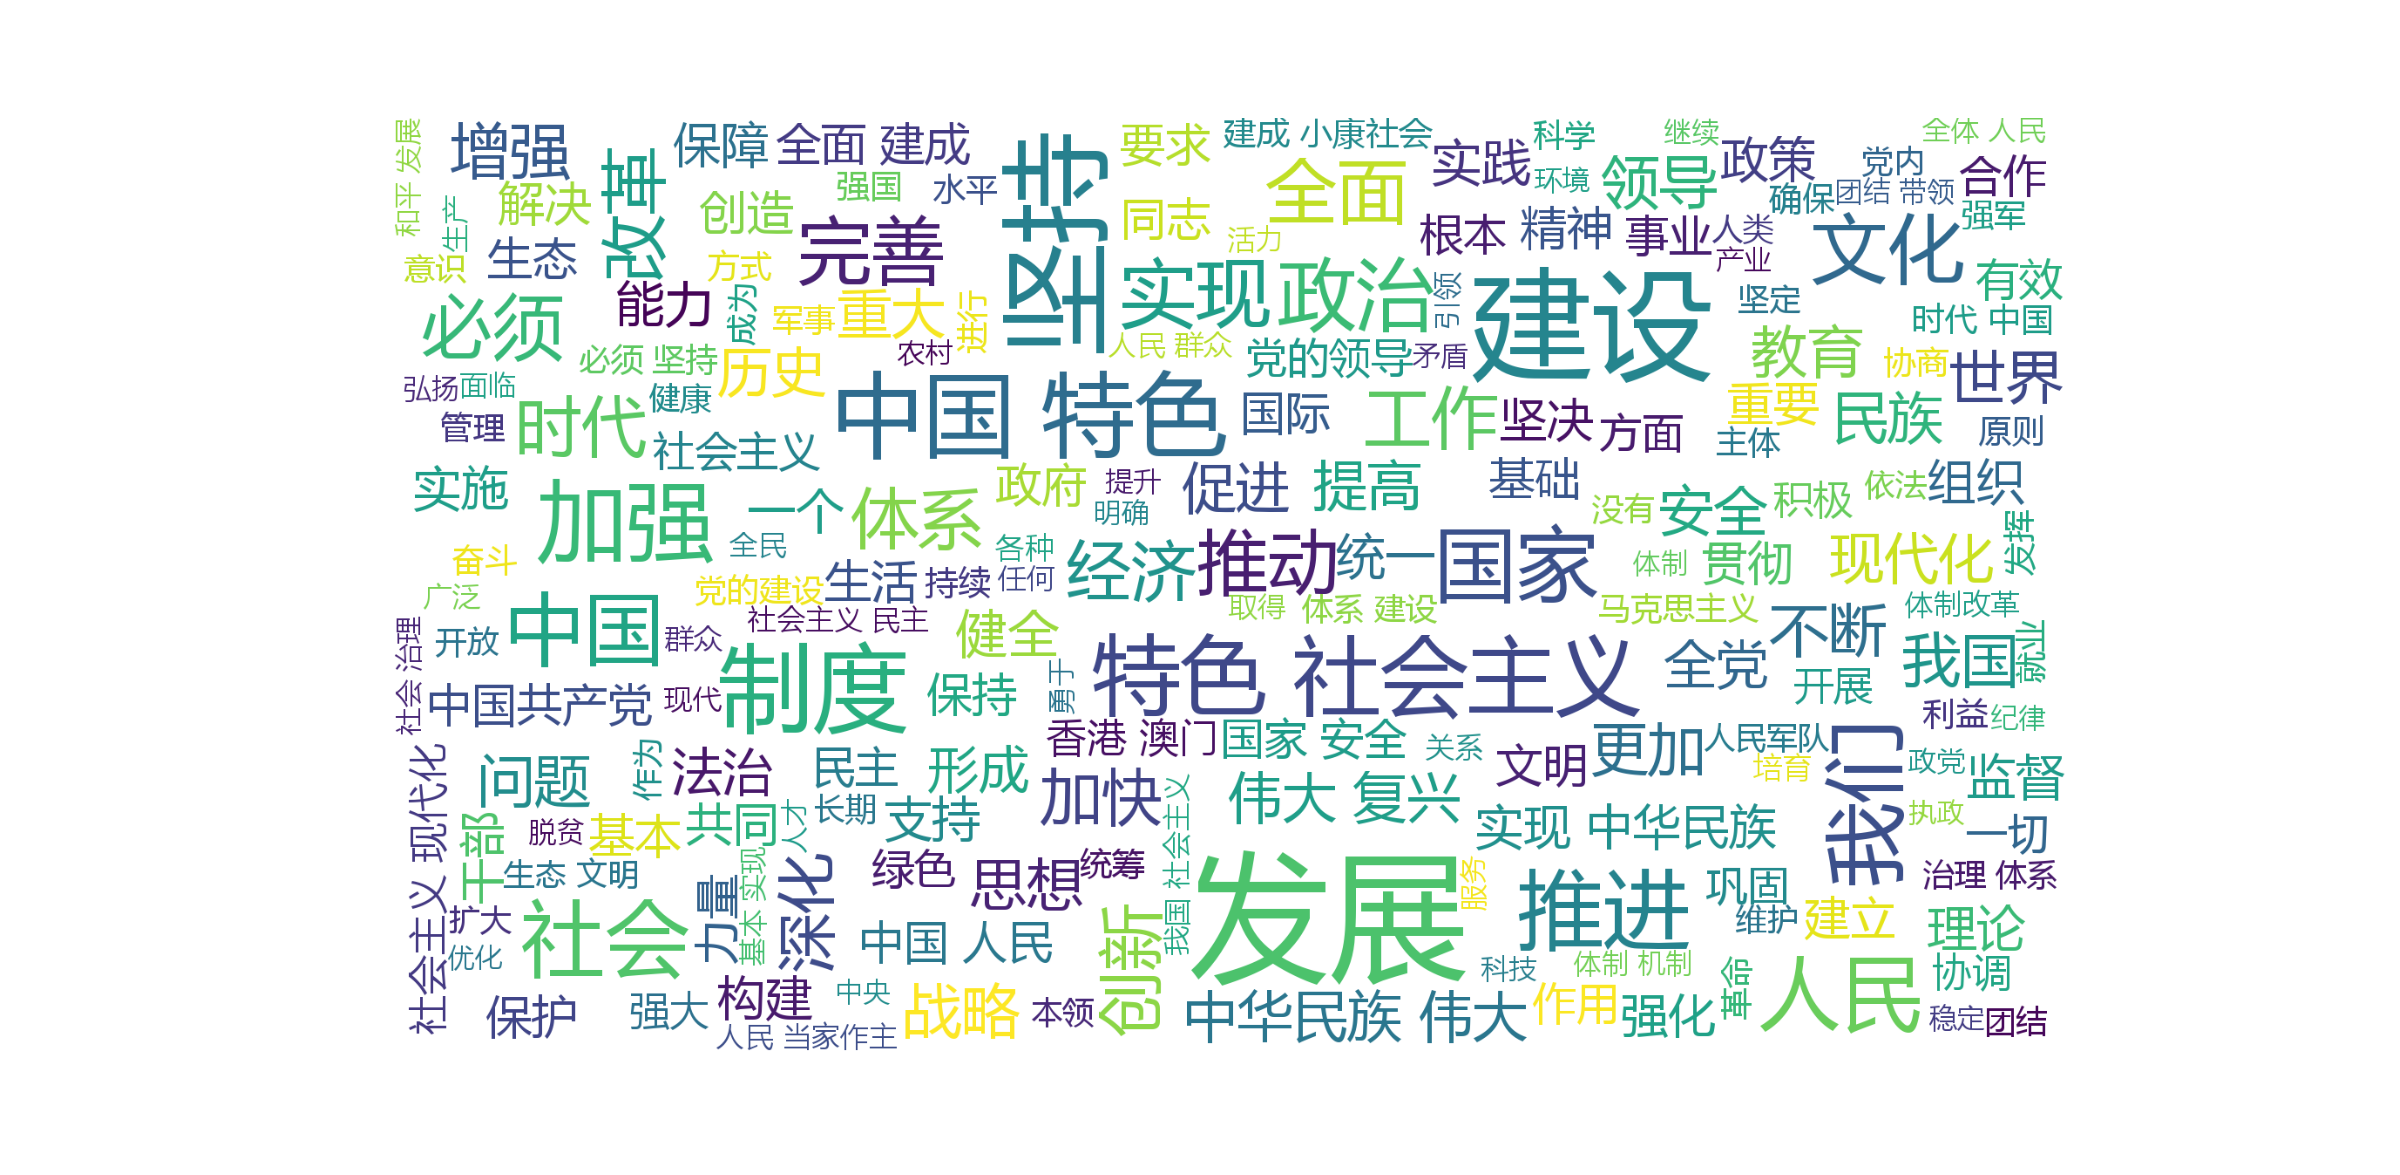 和平 发展
增强
改革
保障
全面 建成
坚持
要求
建成 小康社会
实践
科学
继续
全体 人民
政策
党内
合作
解决
生产
创造
强国
水平
全面
环境
领导
确保
团结 带领
强军
同志
生态
意识
方式
完善
活力
根本
精神
事业
人类
产业
文化
有效
必须
能力
成为
军事
重大
进行
实现
政治
引领
建设
坚定
时代 中国
必须 坚持
历史
农村
人民 群众
党的领导
矛盾
教育
协商
世界
弘扬
面临
健康
中国 特色
管理
时代
社会主义
国际
工作
坚决
方面
重要
主体
民族
原则
实施
加强
一个
体系
政府
提升
明确
促进
提高
基础
没有
安全
积极
依法
组织
奋斗
全民
各种
任何
经济
推动
统一
国家
体制
贯彻
现代化
发挥
广泛
党的建设
生活
持续
取得
体系 建设
马克思主义
体制改革
社会 治理
开放
中国
群众
社会主义 民主
健全
特色 社会主义
全党
不断
我国
就业
中国共产党
现代
制度
保持
勇于
开展
利益
纪律
香港 澳门
国家 安全
关系
文明
更加
人民军队
我们
政党
监督
社会主义 现代化
问题
作为
法治
民主
形成
加快
伟大 复兴
培育
干部
脱贫
基本
共同
人才
长期
支持
我国 社会主义
实现 中华民族
执政
一切
生态 文明
力量
基本 实现
深化
绿色
思想
统筹
发展
服务
推进
巩固
治理 体系
扩大
优化
社会
中国 人民
创新
维护
建立
理论
科技
体制 机制
革命
人民
协调
保护
强大
构建
中央
战略
本领
中华民族 伟大
作用
强化
稳定
团结
人民 当家作主